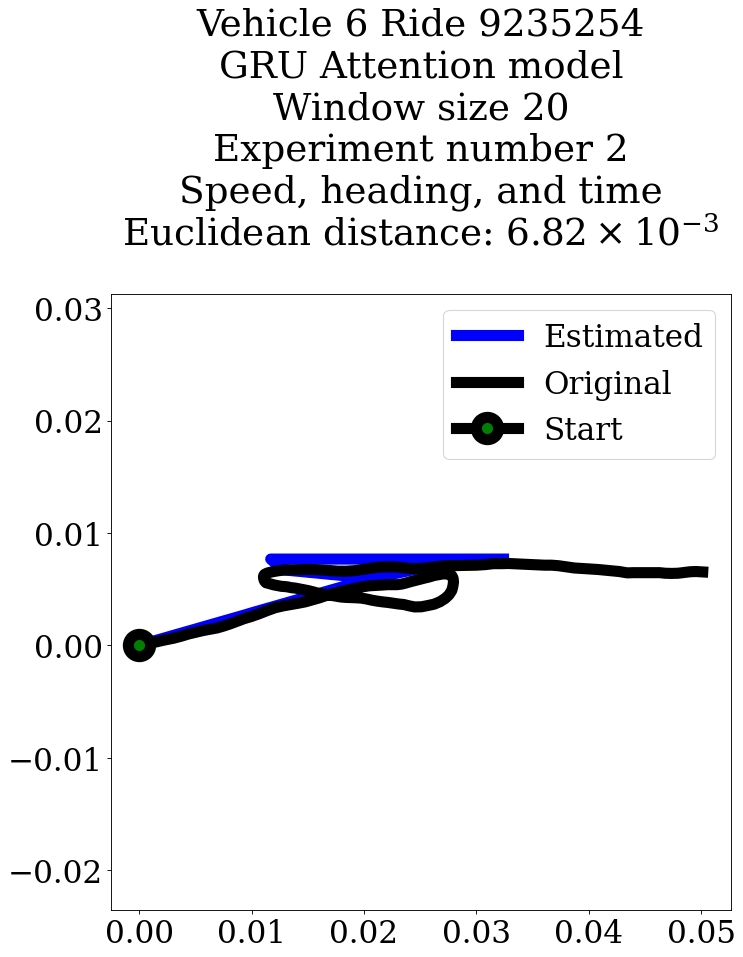 Vehicle 6 Ride 9235254
GRU Attention model
Window size 20
Experiment number 2
Speed, heading, and time
Euclidean distance: 6.82 × 10⁻³
0.03
Estimated
Original
Start
0.02
0.01
0.00
−0.01
−0.02
0.00 0.01 0.02 0.03 0.04 0.05